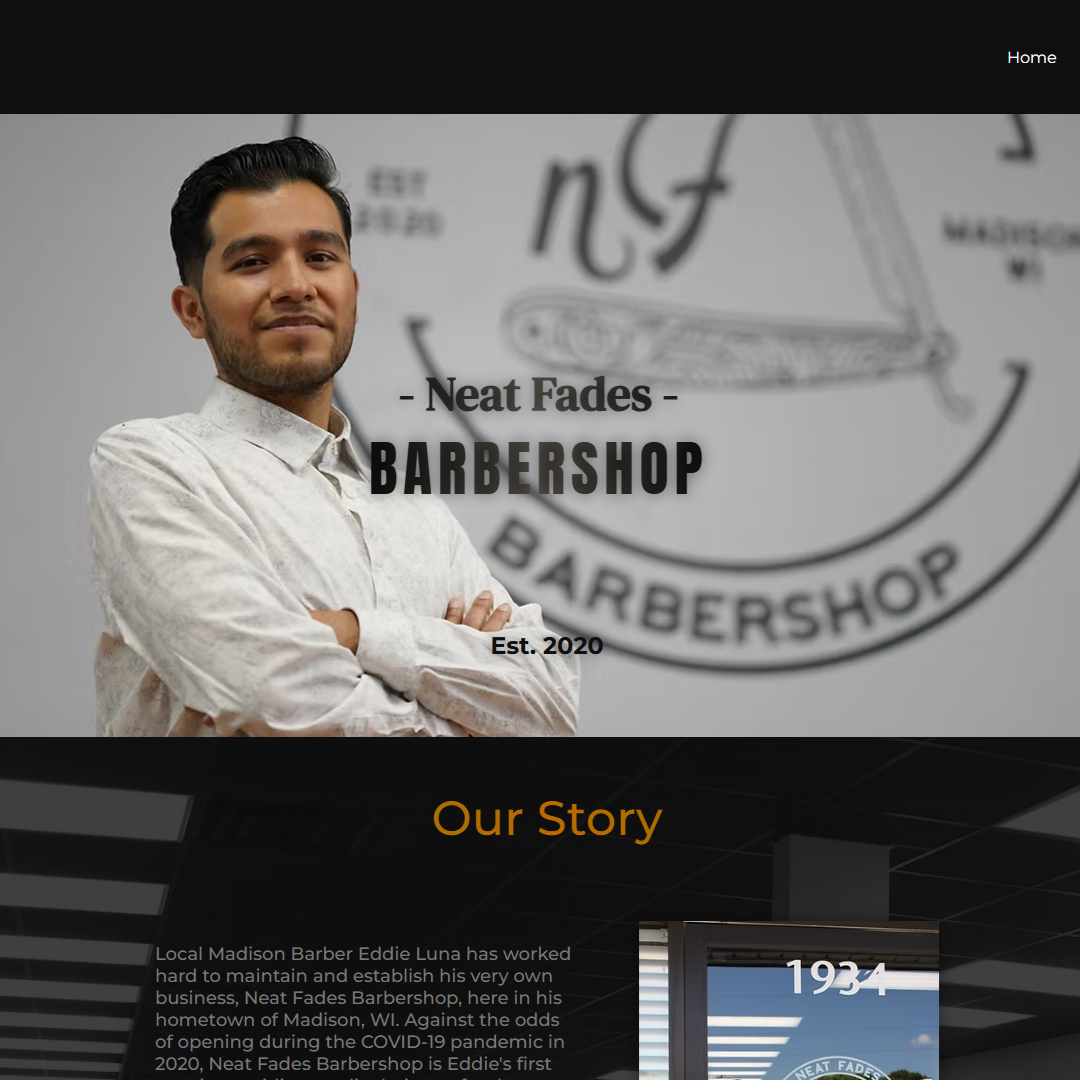 Home
EST
2020
nF
MADISON
WI
- Neat Fades -
BARBERSHOP
BARBERSHOP
Est. 2020
Our Story
Local Madison Barber Eddie Luna has worked
hard to maintain and establish his very own
business, Neat Fades Barbershop, here in his
hometown of Madison, WI. Against the odds
of opening during the COVID-19 pandemic in
2020, Neat Fades Barbershop is Eddie's first
1934
NEAT FADES